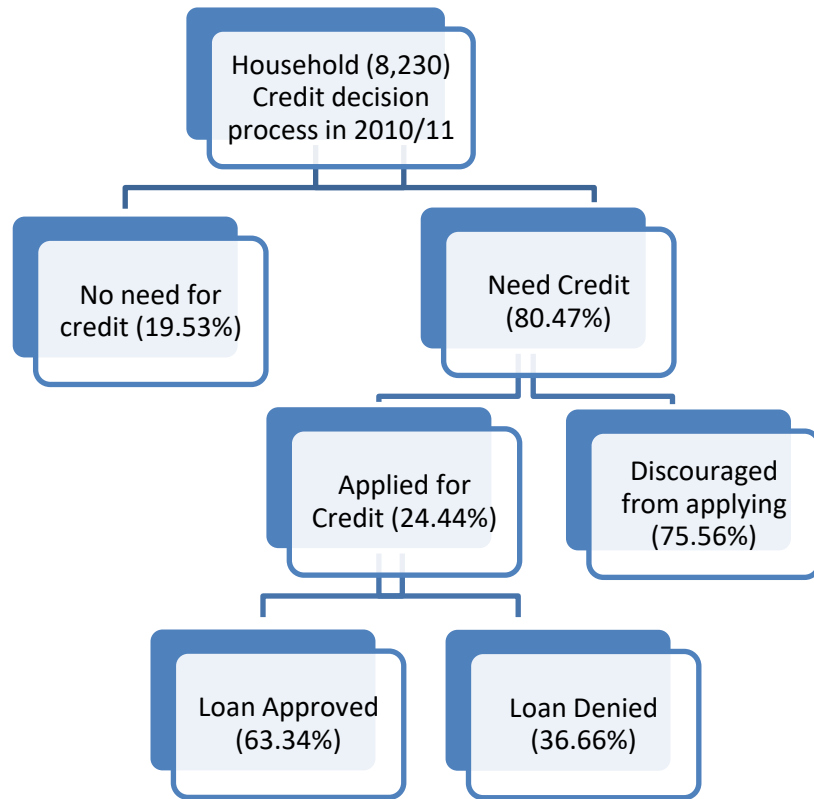 Household (8,230)
Credit decision
process in 2010/11
No need for
credit (19.53%)
Need Credit
(80.47%)
Applied for
Credit (24.44%)
Discouraged
from applying
(75.56%)
Loan Approved
(63.34%)
Loan Denied
(36.66%)